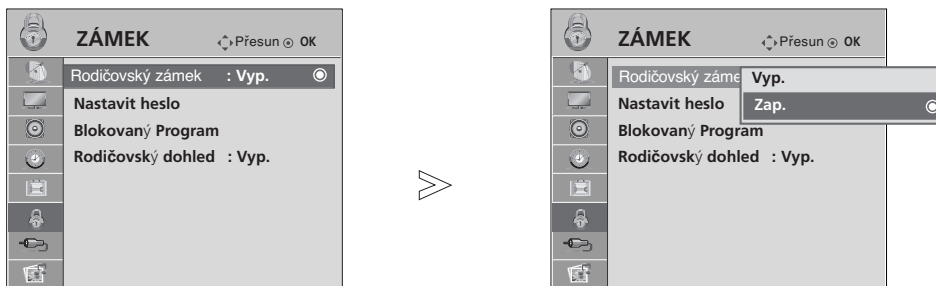 ZÁMEK Přesun OK
Rodičovský zámek : Vyp.
Nastavit heslo
Blokovaný Program
Rodičovský dohled : Vyp.
ZÁMEK Přesun OK
Rodičovský záme Vyp.
Nastavit heslo Zap.
Blokovaný Program
Rodičovský dohled : Vyp.